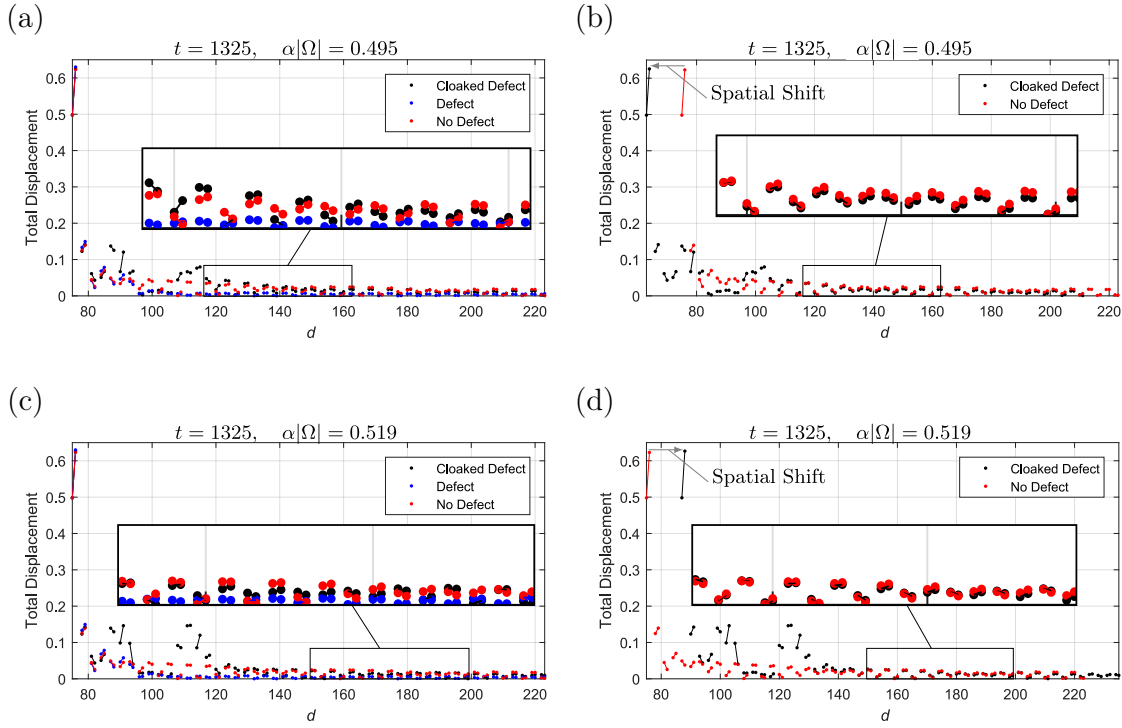 (a)
t = 1325, α|Ω| = 0.495
Total Displacement
0.6
0.5
0.4
0.3
0.2
0.1
0
Cloaked Defect
Defect
No Defect
80 100 120 140 160 180 200 220
d
(b)
t = 1325, α|Ω| = 0.495
Total Displacement
0.6
0.5
0.4
0.3
0.2
0.1
0
Spatial Shift
Cloaked Defect
No Defect
80 100 120 140 160 180 200 220
d
(c)
t = 1325, α|Ω| = 0.519
Total Displacement
0.6
0.5
0.4
0.3
0.2
0.1
0
Cloaked Defect
Defect
No Defect
80 100 120 140 160 180 200 220
d
(d)
t = 1325, α|Ω| = 0.519
Total Displacement
0.6
0.5
0.4
0.3
0.2
0.1
0
Spatial Shift
Cloaked Defect
No Defect
80 100 120 140 160 180 200 220
d